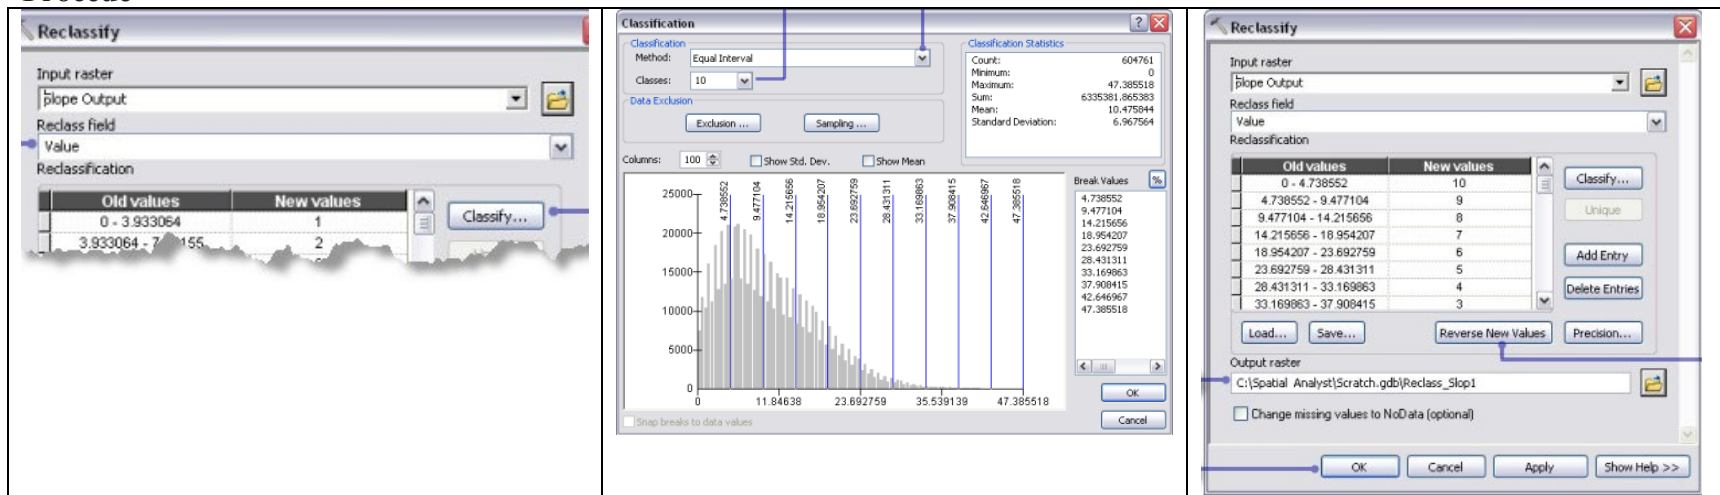 Reclassify
Input raster
Slope Output
Reclass field
Value
Reclassification
Old values New values
0 - 3.933064 1
3.933064 - 7. 155 2
Classify...
Classification
Classification
Method: Equal Interval
Classes: 10
Data Exclusion
Exclusion ... Sampling ...
Classification Statistics
Count: 604761
Minimum: 0
Maximum: 47.385518
Sum: 6335381.865383
Mean: 10.475844
Standard Deviation: 6.967564
Columns: 100 Show Std. Dev. Show Mean
Break Values %
4.738552
9.477104
14.215656
18.954207
23.692759
28.431311
33.169863
37.908415
42.646967
47.385518
25000
20000
15000
10000
5000
0
4.738552
9.477104
14.215656
18.954207
23.692759
28.431311
33.169863
37.908415
42.646967
47.385518
0 11.84638 23.692759 35.539139 47.385518
Snap breaks to data values
OK
Cancel
Reclassify
Input raster
Slope Output
Reclass field
Value
Reclassification
Old values New values
0 - 4.738552 10
4.738552 - 9.477104 9
9.477104 - 14.215656 8
14.215656 - 18.954207 7
18.954207 - 23.692759 6
23.692759 - 28.431311 5
28.431311 - 33.169863 4
33.169863 - 37.908415 3
Classify...
Unique
Add Entry
Delete Entries
Load... Save... Reverse New Values Precision...
Output raster
C:\Spatial Analyst\Scratch.gdb\Reclass_Slop1
Change missing values to NoData (optional)
OK Cancel Apply Show Help >>